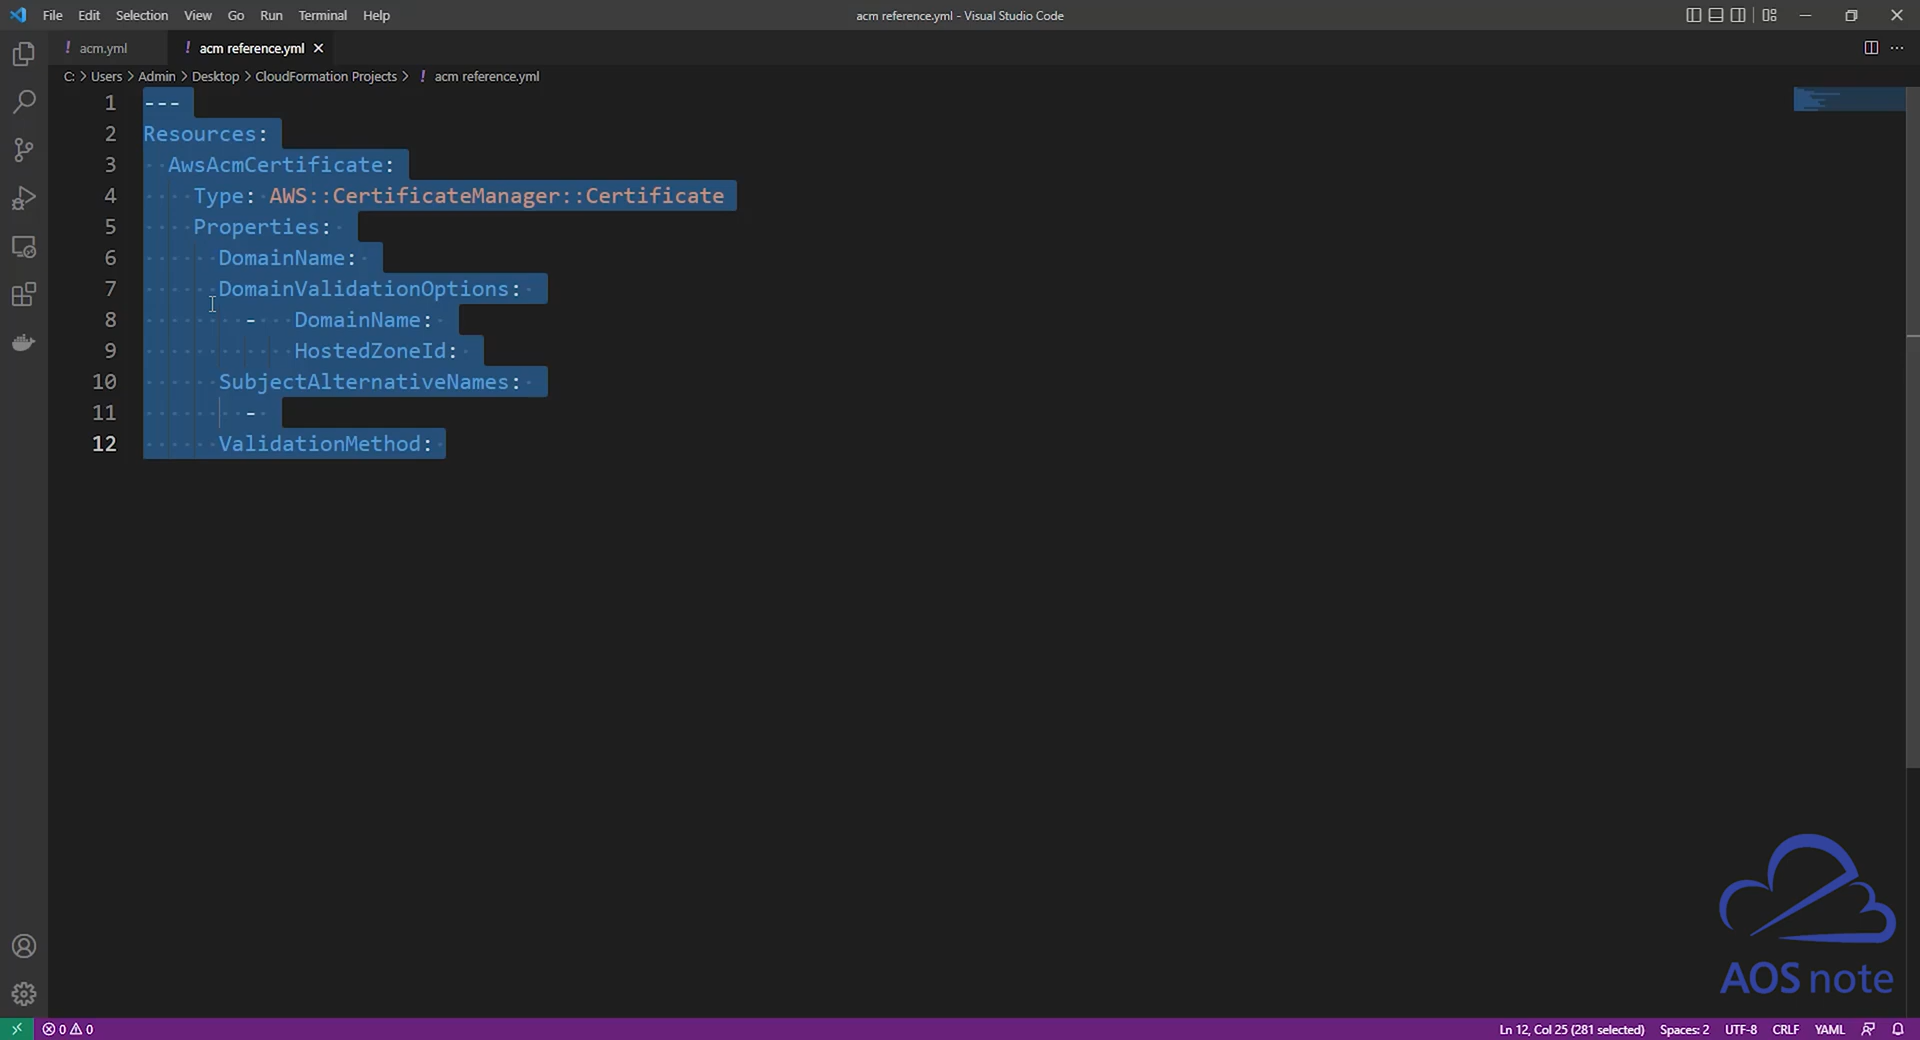 File Edit Selection View Go Run Terminal Help
acm reference.yml - Visual Studio Code
! acm.yml
! acm reference.yml
C: > Users > Admin > Desktop > CloudFormation Projects > ! acm reference.yml
1 ---
2 Resources:
3 AwsAcmCertificate:
4 Type: AWS::CertificateManager::Certificate
5 Properties:
6 DomainName:
7 DomainValidationOptions:
8 - DomainName:
9 HostedZoneId:
10 SubjectAlternativeNames:
11 -
12 ValidationMethod:
AOS note
0 0
Ln 12, Col 25 (281 selected) Spaces: 2 UTF-8 CRLF YAML